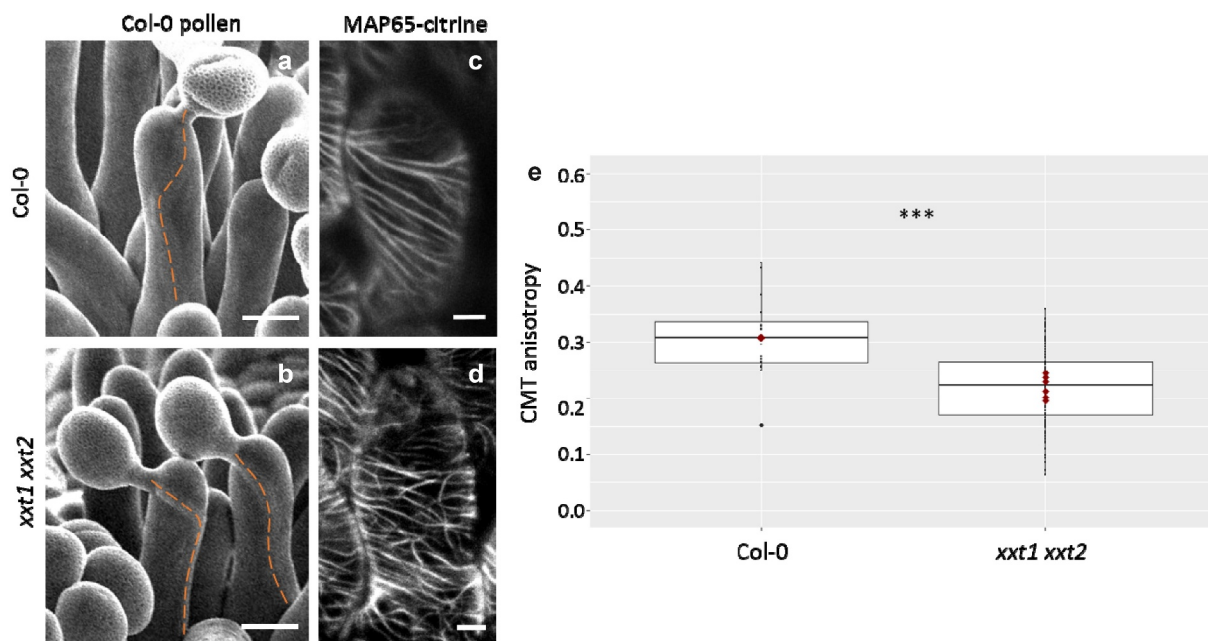 Col-0 pollen
MAP65-citrine
Col-0
a
c
xxt1 xxt2
b
d
e
CMT anisotropy
0.6
0.5
0.4
0.3
0.2
0.1
0.0
***
Col-0
xxt1 xxt2